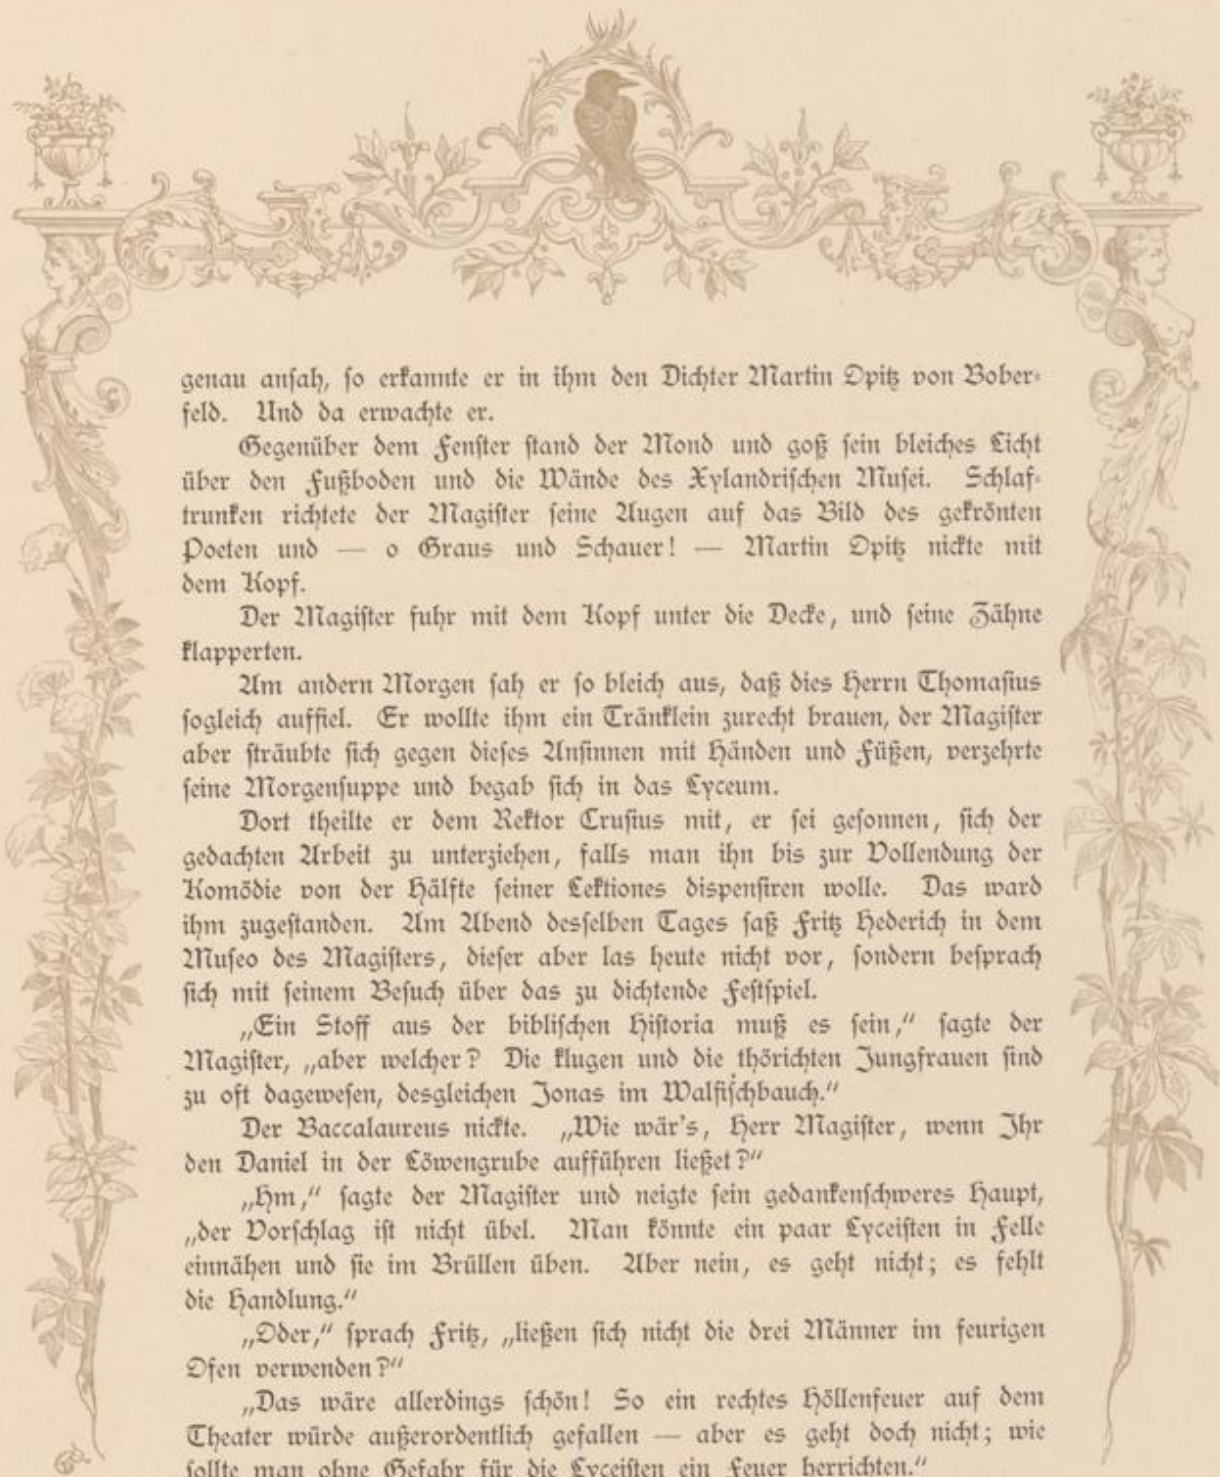 genau ansah, so erkannte er in ihm den Dichter Martin Opitz von Bober-
feld. Und da erwachte er.
Gegenüber dem Fenster stand der Mond und goß sein bleiches Licht
über den Fußboden und die Wände des Xylandrischen Musei. Schlaf-
trunken richtete der Magister seine Augen auf das Bild des gekrönten
Poeten und — o Graus und Schauer! — Martin Opitz nickte mit
dem Kopf.
Der Magister fuhr mit dem Kopf unter die Decke, und seine Zähne
klapperten.
Am andern Morgen sah er so bleich aus, daß dies Herrn Thomasius
sogleich auffiel. Er wollte ihm ein Tränklein zurecht brauen, der Magister
aber sträubte sich gegen dieses Ansinnen mit Händen und Füßen, verzehrte
seine Morgensuppe und begab sich in das Lyceum.
Dort theilte er dem Rektor Crusius mit, er sei gesonnen, sich der
gedachten Arbeit zu unterziehen, falls man ihn bis zur Vollendung der
Komödie von der Hälfte seiner Lektiones dispensiren wolle. Das ward
ihm zugestanden. Am Abend desselben Tages saß Fritz Hederich in dem
Museo des Magisters, dieser aber las heute nicht vor, sondern besprach
sich mit seinem Besuch über das zu dichtende Festspiel.
„Ein Stoff aus der biblischen Historia muß es sein,“ sagte der
Magister, „aber welcher? Die klugen und die thörichten Jungfrauen sind
zu oft dagewesen, desgleichen Jonas im Walfischbauch.“
Der Baccalaureus nickte. „Wie wär's, Herr Magister, wenn Ihr
den Daniel in der Löwengrube aufführen ließet?“
„Hm,“ sagte der Magister und neigte sein gedankenschweres Haupt,
„der Vorschlag ist nicht übel. Man könnte ein paar Lyceisten in Felle
einnähen und sie im Brüllen üben. Aber nein, es geht nicht; es fehlt
die Handlung.“
„Oder,“ sprach Fritz, „ließen sich nicht die drei Männer im feurigen
Ofen verwenden?“
„Das wäre allerdings schön! So ein rechtes Höllenfeuer auf dem
Theater würde außerordentlich gefallen — aber es geht doch nicht; wie
sollte man ohne Gefahr für die Lyceisten ein Feuer herrichten.“